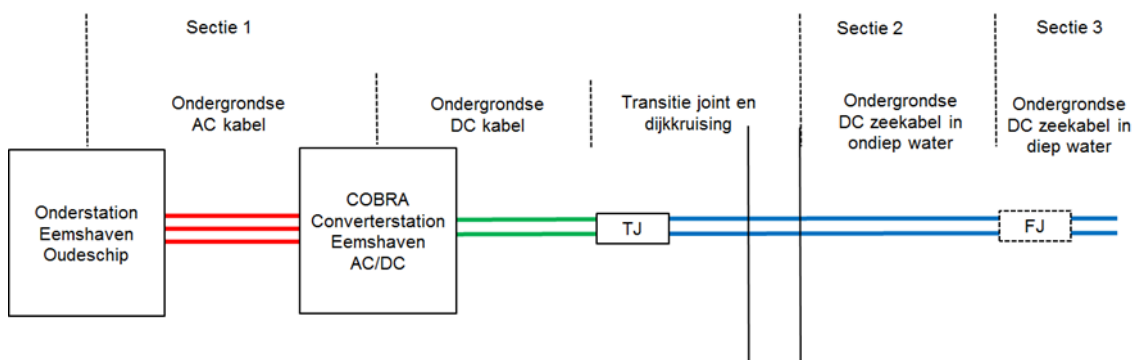 Sectie 1
Sectie 2
Sectie 3
Ondergrondse
AC kabel
Ondergrondse
DC kabel
Transitie joint en
dijkkruising
Ondergrondse
DC zeekabel in
ondiep water
Ondergrondse
DC zeekabel in
diep water
Onderstation
Eemshaven
Oudeschip
COBRA
Converterstation
Eemshaven
AC/DC
TJ
FJ